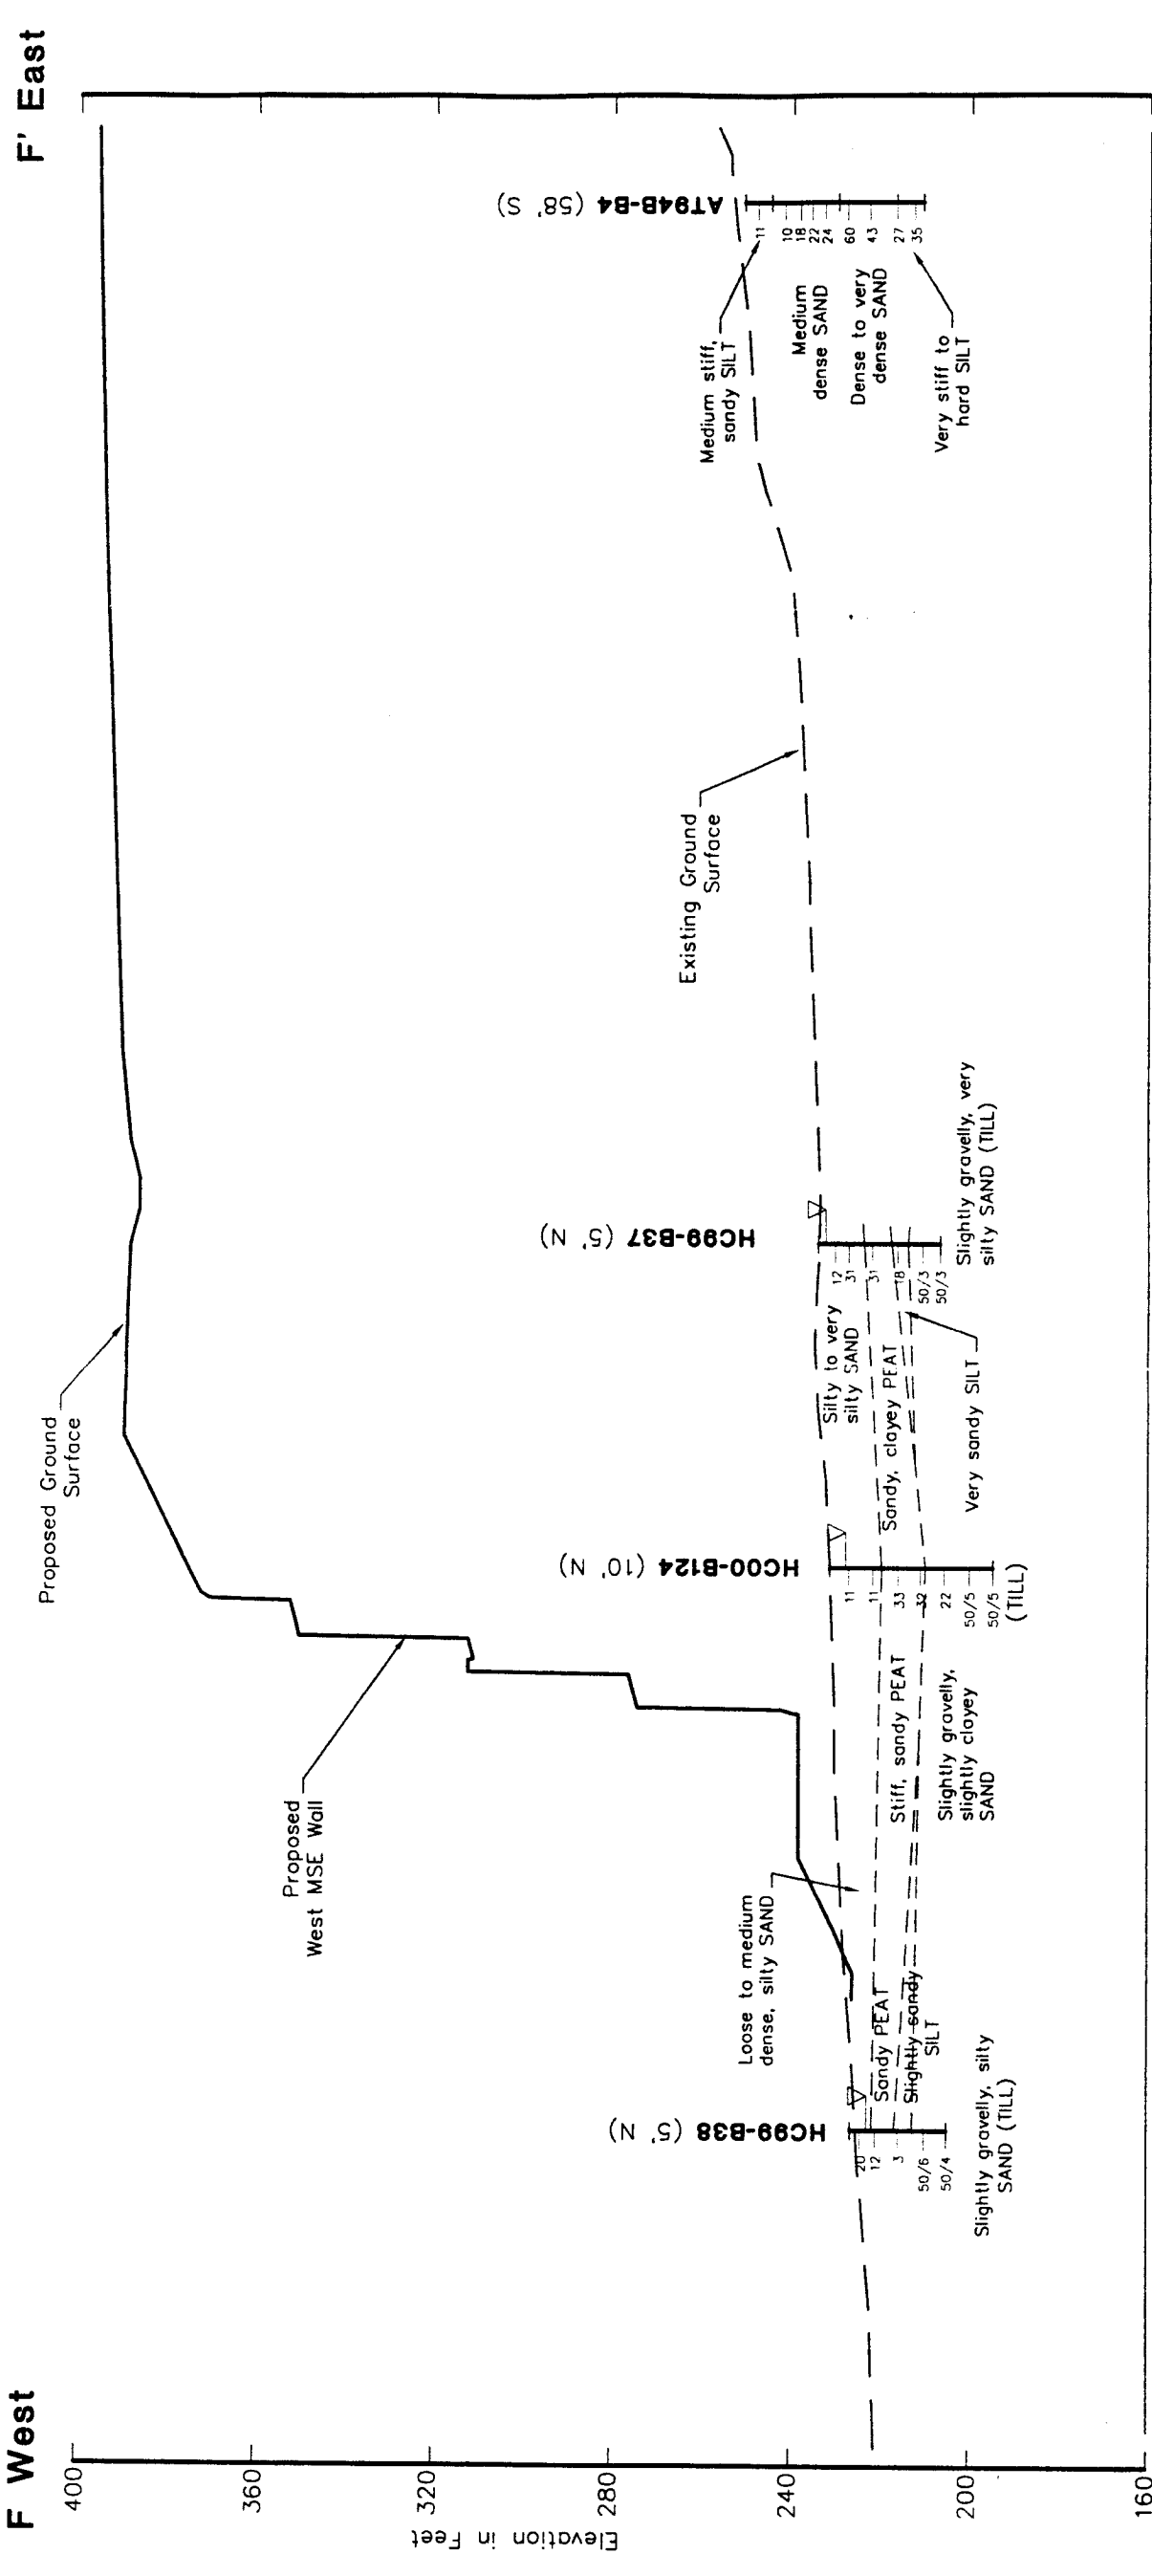 F West
F' East
Elevation in Feet
400
360
320
280
240
200
160
Proposed Ground
Surface
Proposed
West MSE Wall
Existing Ground
Surface
Loose to medium
dense, silty SAND
HC99-B38 (5' N)
20
12
3
50/6
50/4
Sandy PEAT
Slightly sandy
SILT
Slightly gravelly, silty
SAND (TILL)
Stiff, sandy PEAT
Slightly gravelly,
slightly clayey
SAND
HC00-B124 (10' N)
11
11
33
32
22
50/5
50/5
(TILL)
Silty to very
silty SAND
Sandy, clayey PEAT
Very sandy SILT
HC99-B37 (5' N)
12
31
31
18
50/3
50/3
Slightly gravelly, very
silty SAND (TILL)
Medium stiff,
sandy SILT
Medium
dense SAND
Dense to very
dense SAND
Very stiff to
hard SILT
AT94B-B4 (58' S)
11
10
18
22
24
60
43
27
35